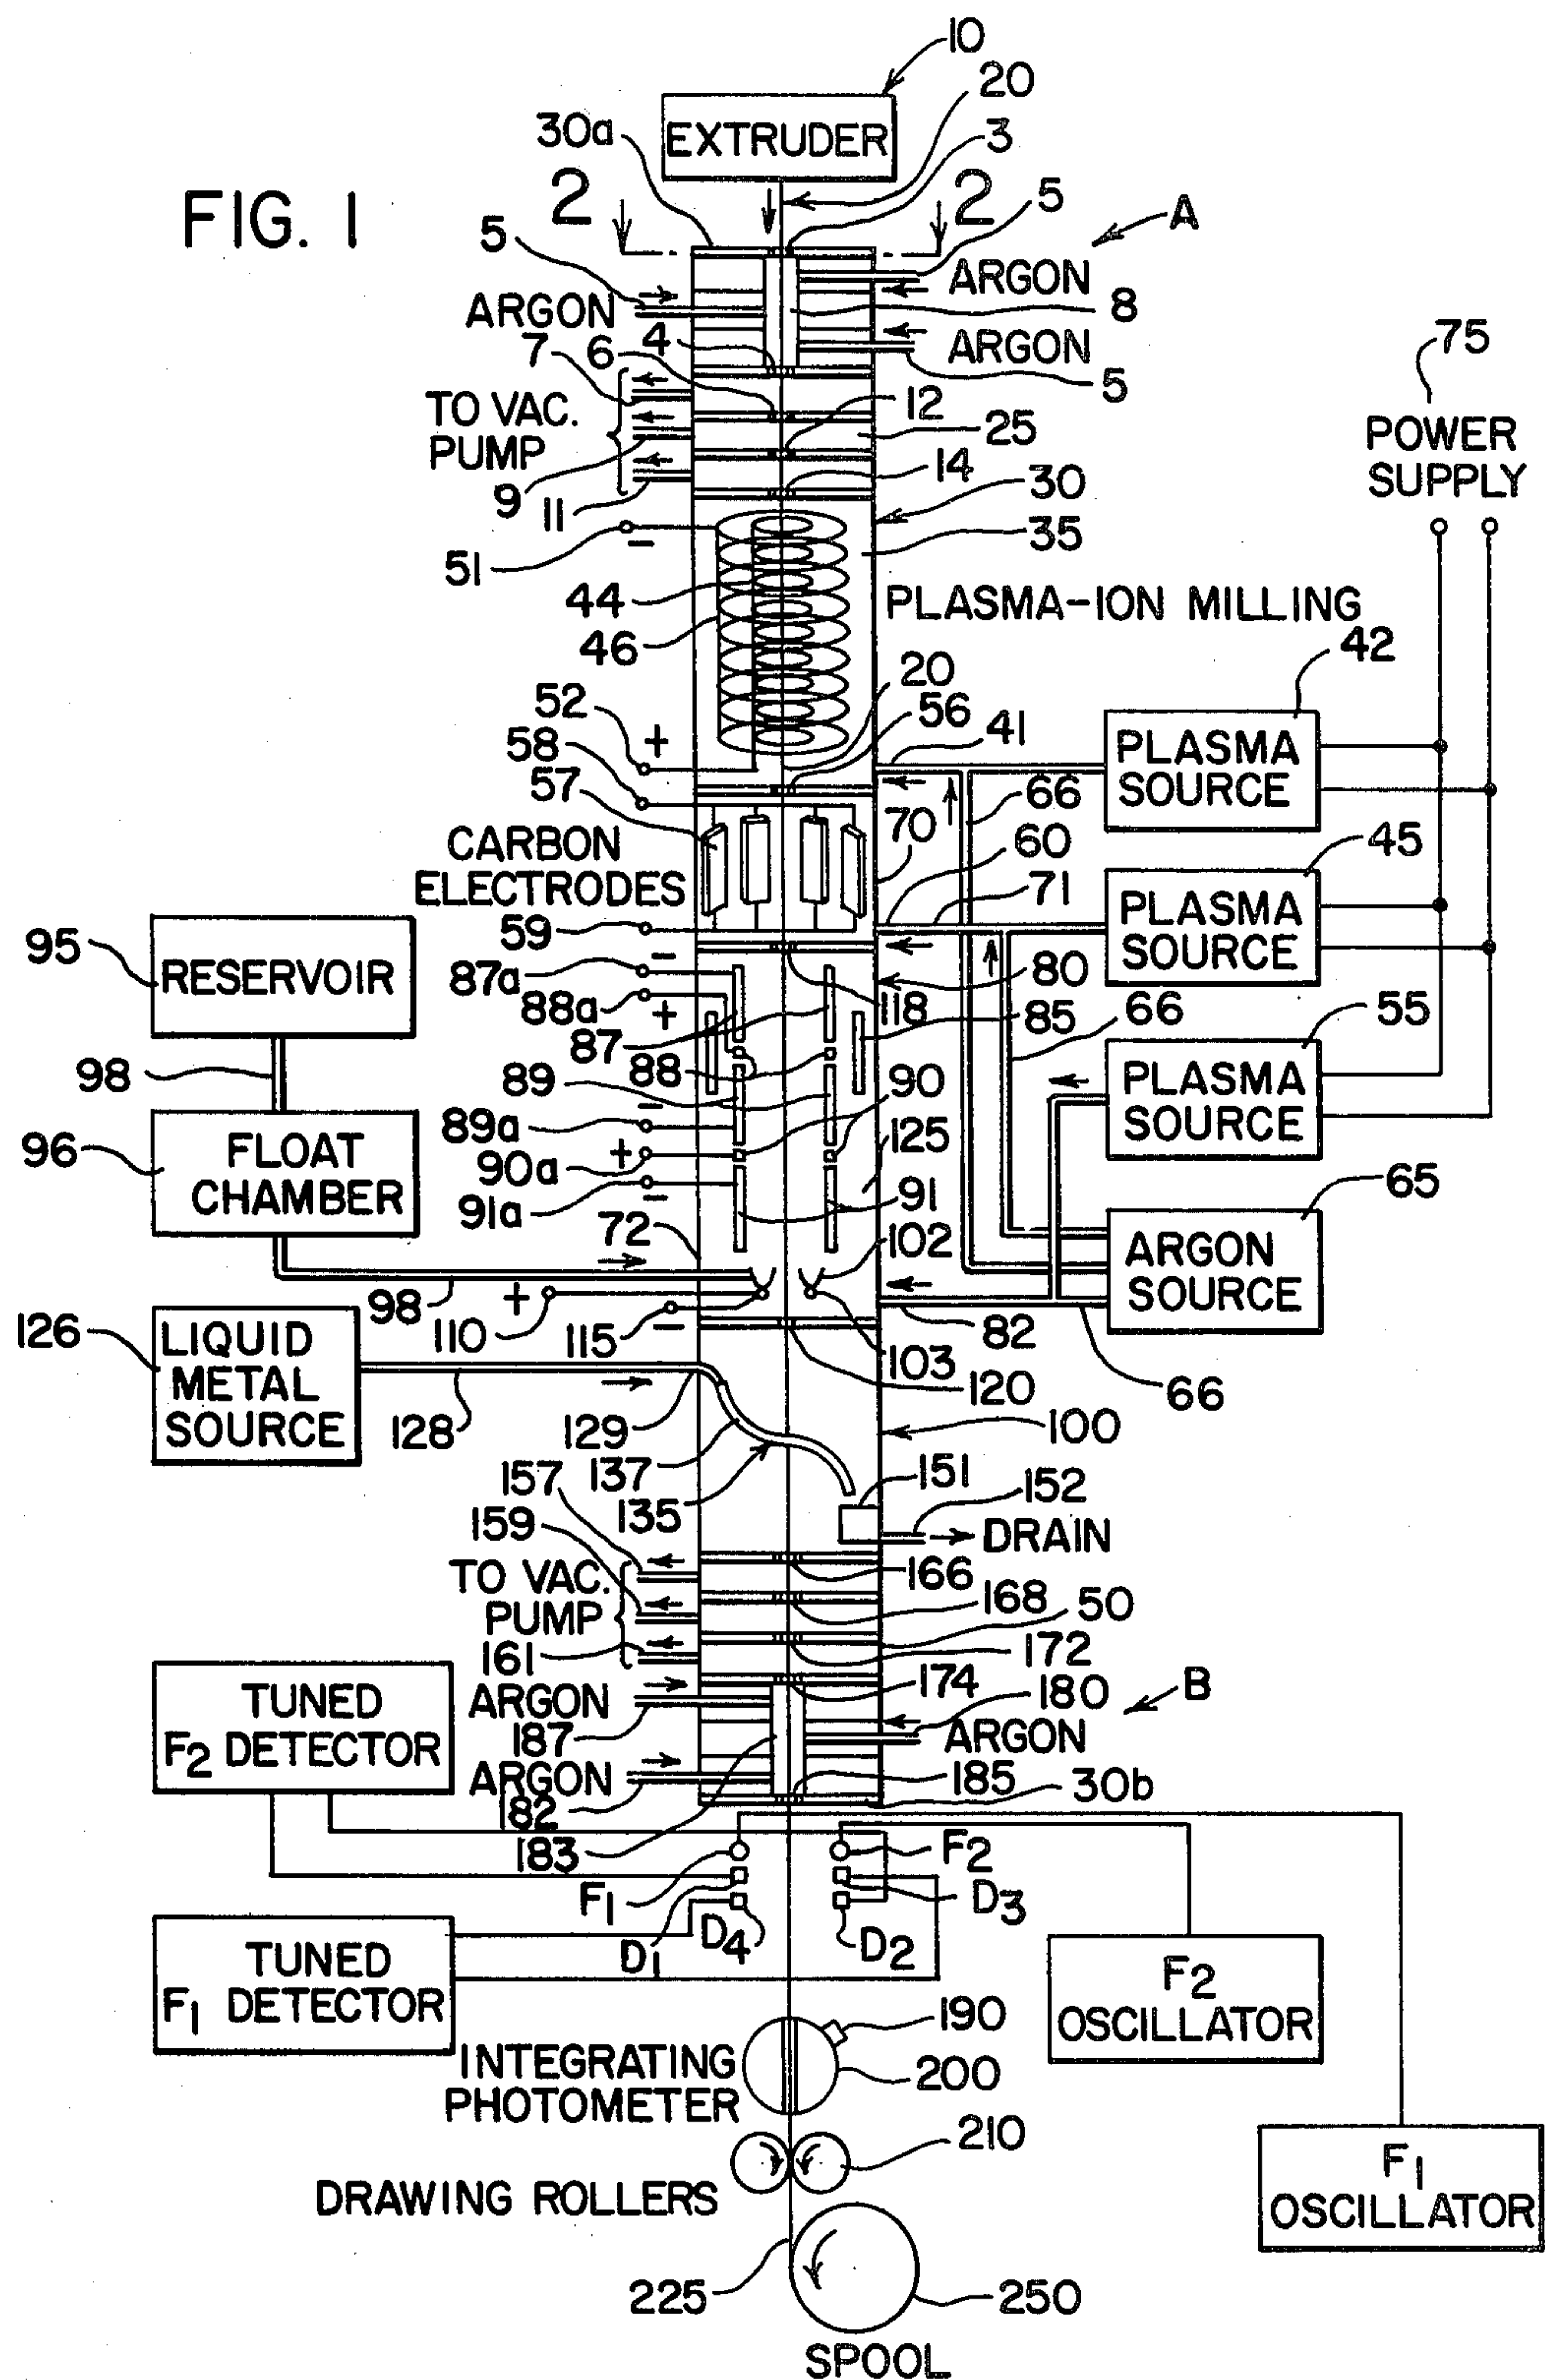 10
20
EXTRUDER
30a
3
FIG. 1
2
2
5
A
5
ARGON
ARGON
8
4
7
6
ARGON
5
75
TO VAC.
PUMP
12
25
POWER
SUPPLY
14
9
11
30
35
51
−
44
PLASMA-ION MILLING
46
42
20
52
+
56
58
41
PLASMA
SOURCE
57
66
70
60
45
CARBON
ELECTRODES
71
PLASMA
SOURCE
59
95
RESERVOIR
−
87a
80
88a
+
118
85
66
55
87
98
88
89
90
PLASMA
SOURCE
−
89a
96
FLOAT
CHAMBER
+
90a
125
−
91a
91
65
72
102
ARGON
SOURCE
98
+
110
115
−
82
126
LIQUID
METAL
SOURCE
103
120
66
128
129
100
157
137
151
152
159
135
DRAIN
TO VAC.
PUMP
166
168
50
161
172
TUNED
F2 DETECTOR
ARGON
174
180
B
187
ARGON
ARGON
185
30b
182
183
F2
F1
D3
D1
D4
D2
TUNED
F1 DETECTOR
F2
OSCILLATOR
190
INTEGRATING
PHOTOMETER
200
210
F1
OSCILLATOR
DRAWING ROLLERS
225
250
SPOOL